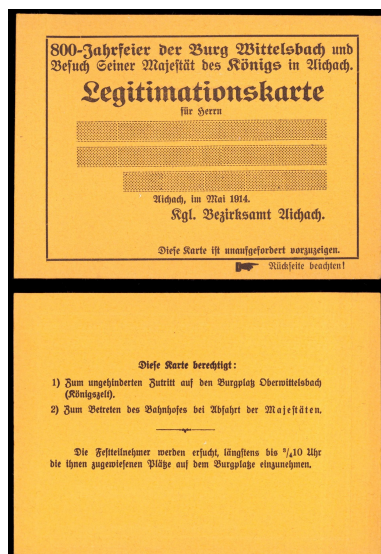 800-Jahrfeier der Burg Wittelsbach und
Besuch Seiner Majestät des Königs in Aichach.
Legitimationskarte
für Herrn
Aichach, im Mai 1914.
Kgl. Bezirksamt Aichach.
Diese Karte ist unaufgefordert vorzuzeigen.
Rückseite beachten!
Diese Karte berechtigt:
1) Zum ungehinderten Zutritt auf den Burgplatz Oberwittelsbach
(Königszelt).
2) Zum Betreten des Bahnhofes bei Abfahrt der Majestäten.
Die Festteilnehmer werden ersucht, längstens bis ³/₄10 Uhr
die ihnen zugewiesenen Plätze auf dem Burgplatze einzunehmen.